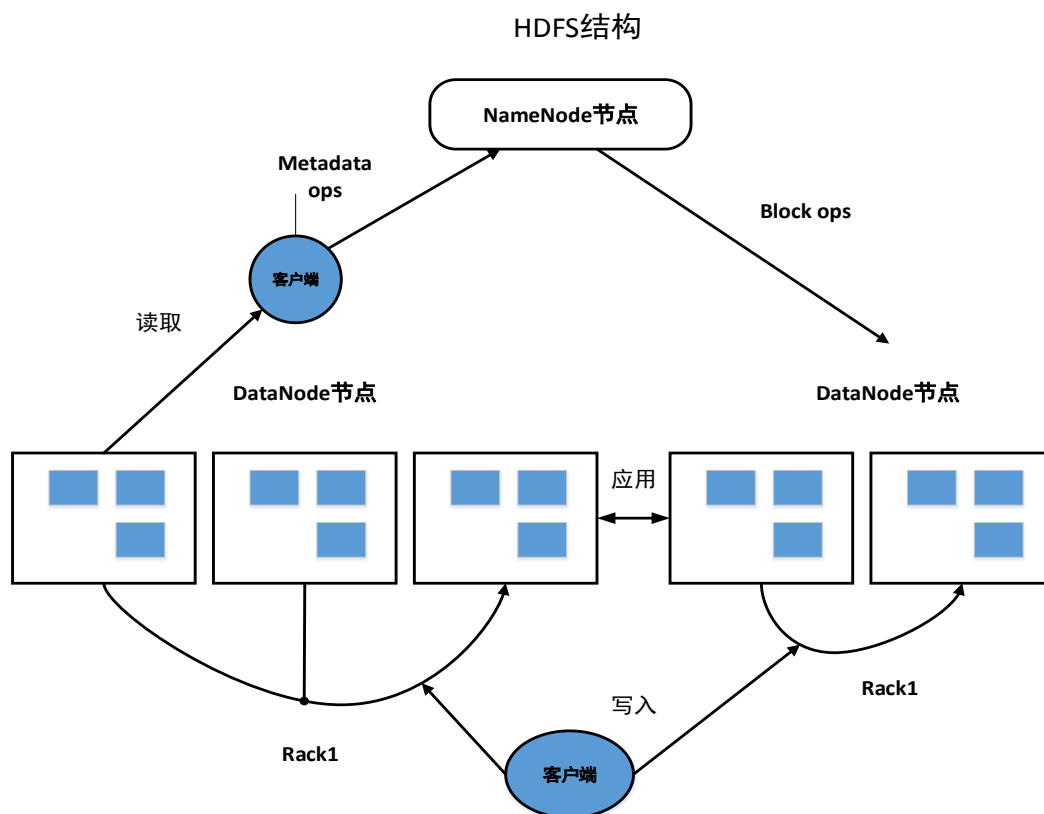 HDFS结构
NameNode节点
Metadata
ops
Block ops
客户端
读取
DataNode节点
DataNode节点
应用
Rack1
写入
Rack1
客户端